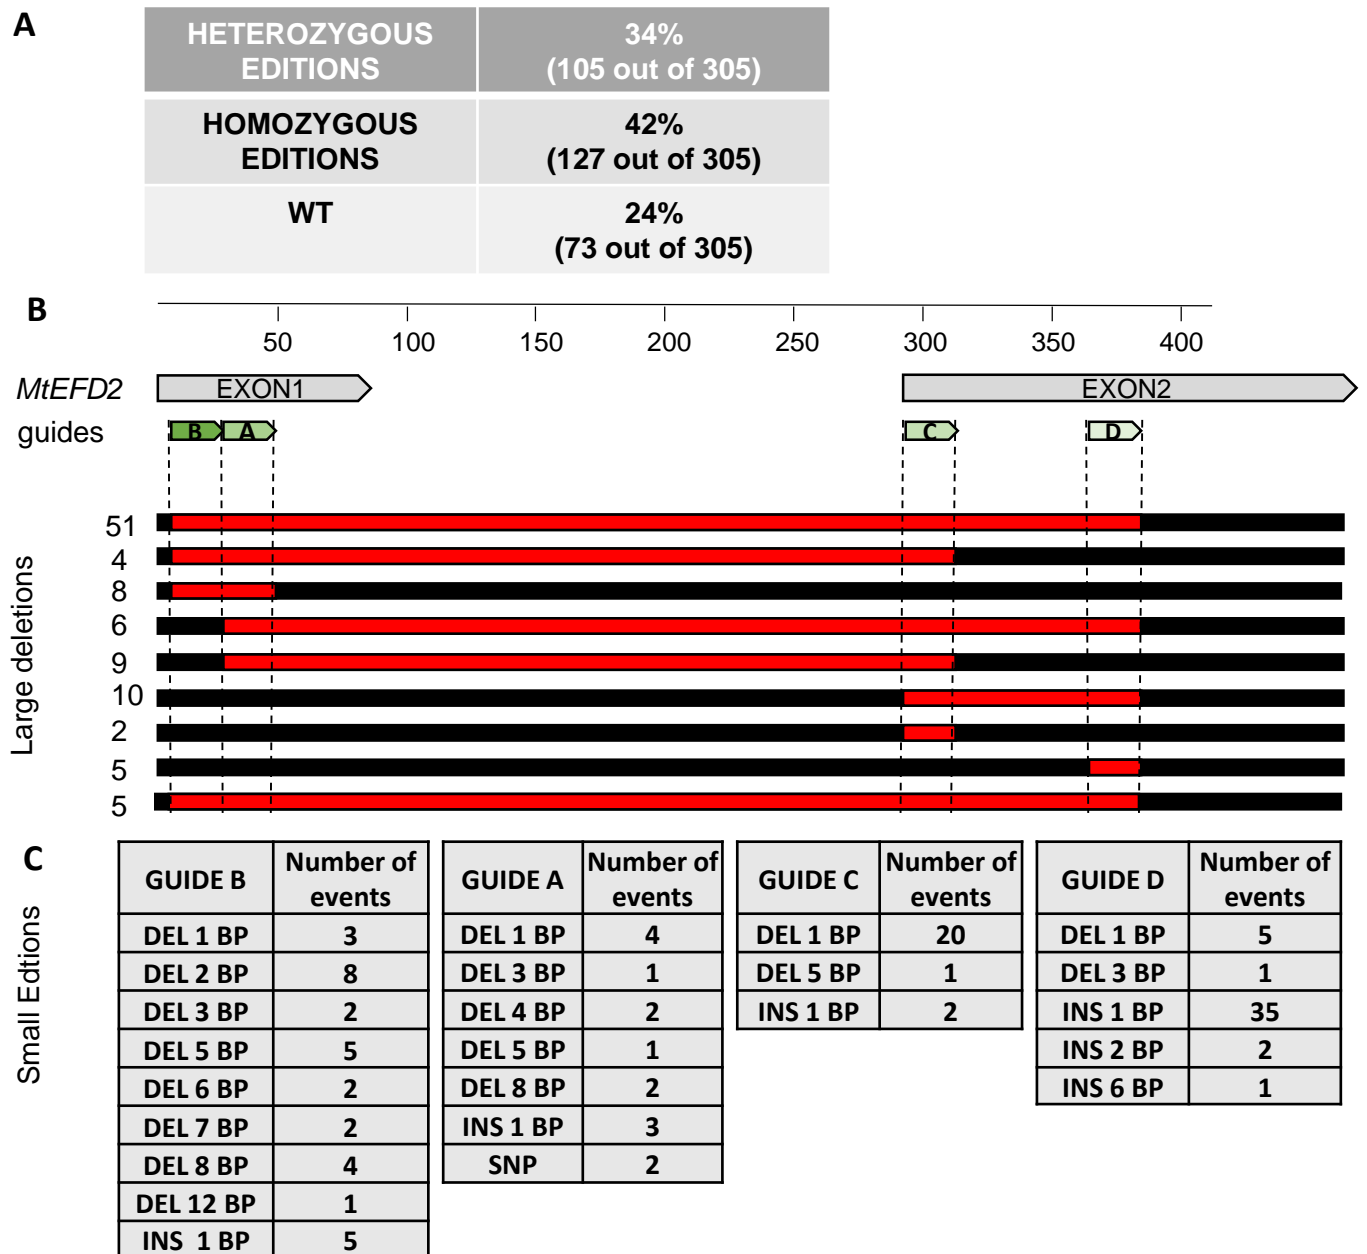 A
HETEROZYGOUS EDITIONS 34% (105 out of 305)
HOMOZYGOUS EDITIONS 42% (127 out of 305)
WT 24% (73 out of 305)
B
50 100 150 200 250 300 350 400
MtEFD2 EXON1 EXON2
guides B A C D
Large deletions
51
4
8
6
9
10
2
5
5
C
Small Edtions
GUIDE B Number of events
DEL 1 BP 3
DEL 2 BP 8
DEL 3 BP 2
DEL 5 BP 5
DEL 6 BP 2
DEL 7 BP 2
DEL 8 BP 4
DEL 12 BP 1
INS 1 BP 5
GUIDE A Number of events
DEL 1 BP 4
DEL 3 BP 1
DEL 4 BP 2
DEL 5 BP 1
DEL 8 BP 2
INS 1 BP 3
SNP 2
GUIDE C Number of events
DEL 1 BP 20
DEL 5 BP 1
INS 1 BP 2
GUIDE D Number of events
DEL 1 BP 5
DEL 3 BP 1
INS 1 BP 35
INS 2 BP 2
INS 6 BP 1